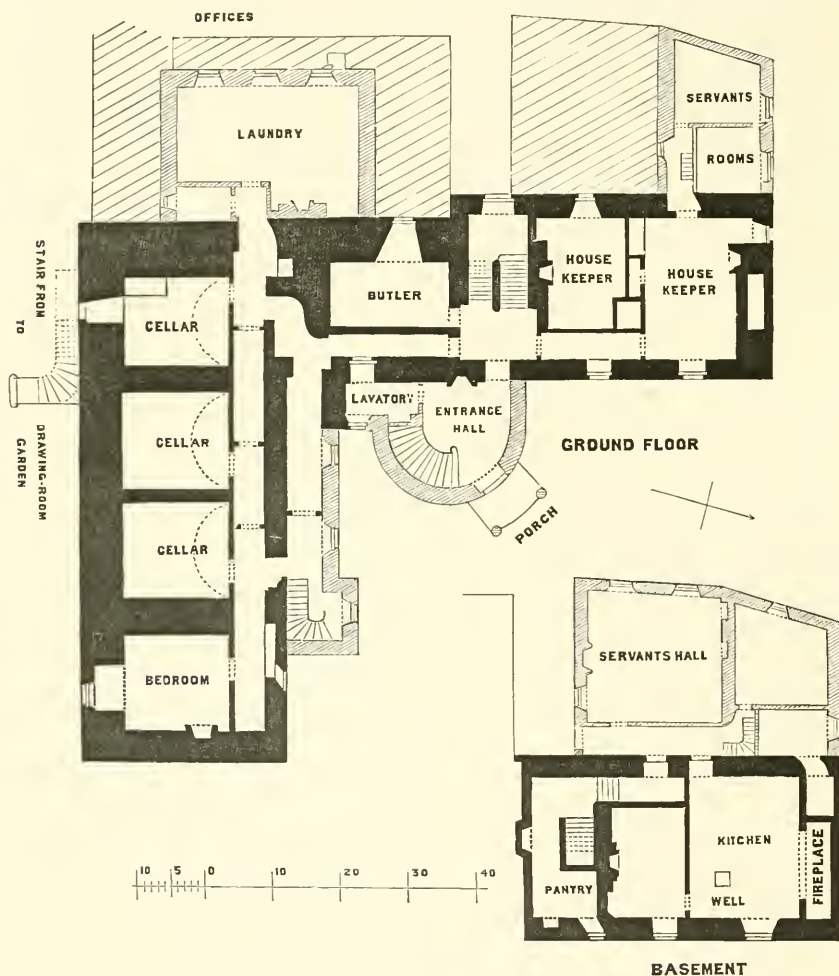 OFFICES
LAUNDRY
SERVANTS
ROOMS
STAIR FROM
TO
DRAWING-ROOM
GARDEN
CELLAR
BUTLER
HOUSE
KEEPER
HOUSE
KEEPER
LAVATORY
ENTRANCE
HALL
CELLAR
GROUND FLOOR
PORCH
CELLAR
BEDROOM
SERVANTS HALL
10 5 0 10 20 30 40
KITCHEN
FIREPLACE
PANTRY
WELL
BASEMENT